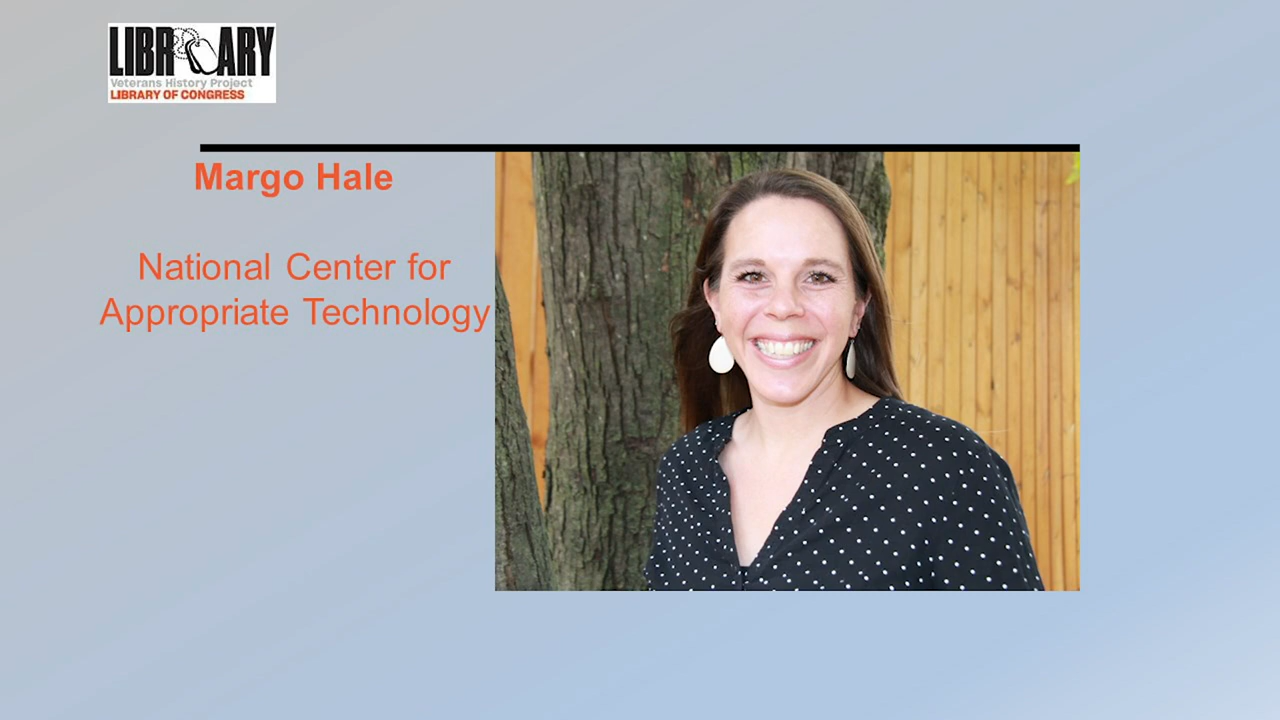 LIBRARY
Veterans History Project
LIBRARY OF CONGRESS
Margo Hale
National Center for
Appropriate Technology